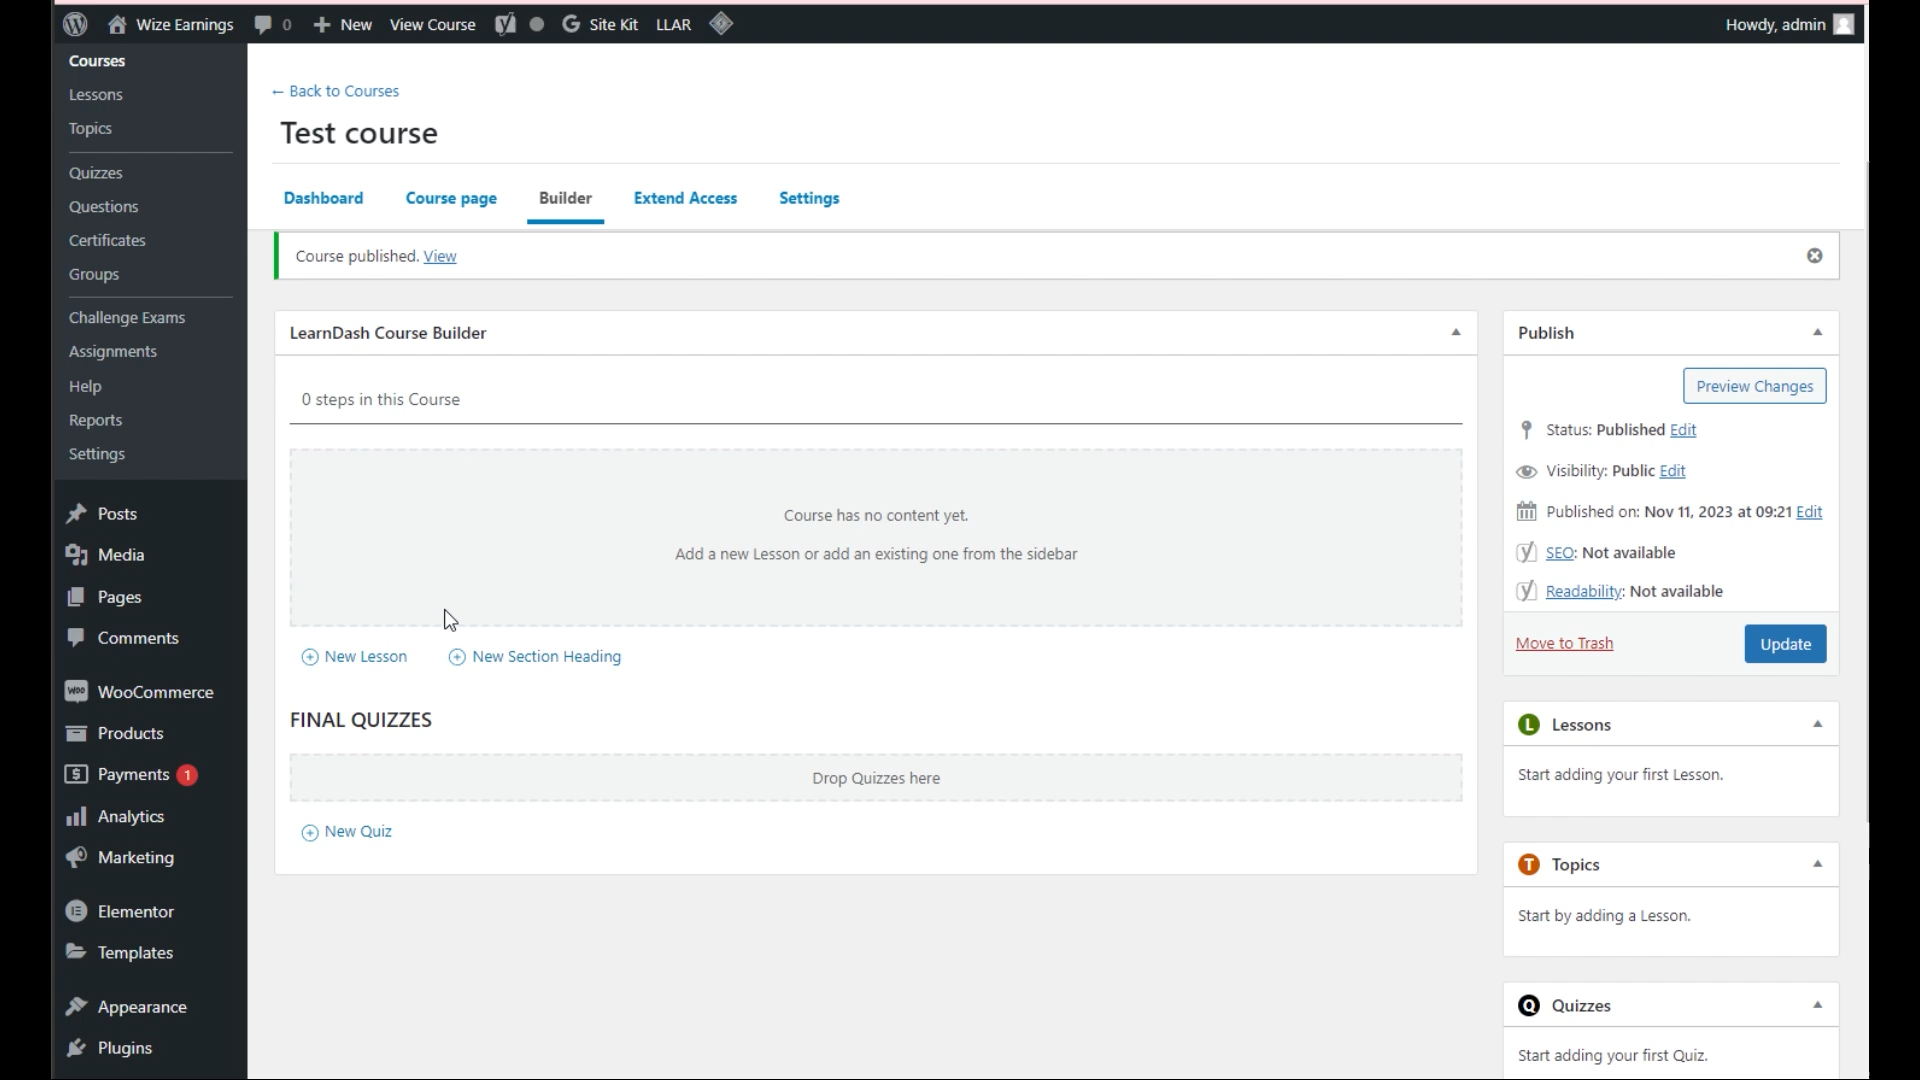 Wize Earnings 0 New View Course Site Kit LLAR Howdy, admin
Courses
Lessons
Topics
Quizzes
Questions
Certificates
Groups
Challenge Exams
Assignments
Help
Reports
Settings
Posts
Media
Pages
Comments
WooCommerce
Products
Payments 1
Analytics
Marketing
Elementor
Templates
Appearance
Plugins
← Back to Courses
Test course
Dashboard Course page Builder Extend Access Settings
Course published. View
LearnDash Course Builder
0 steps in this Course
Course has no content yet.
Add a new Lesson or add an existing one from the sidebar
New Lesson New Section Heading
FINAL QUIZZES
Drop Quizzes here
New Quiz
Publish
Preview Changes
Status: Published Edit
Visibility: Public Edit
Published on: Nov 11, 2023 at 09:21 Edit
SEO: Not available
Readability: Not available
Move to Trash Update
L Lessons
Start adding your first Lesson.
T Topics
Start by adding a Lesson.
Q Quizzes
Start adding your first Quiz.